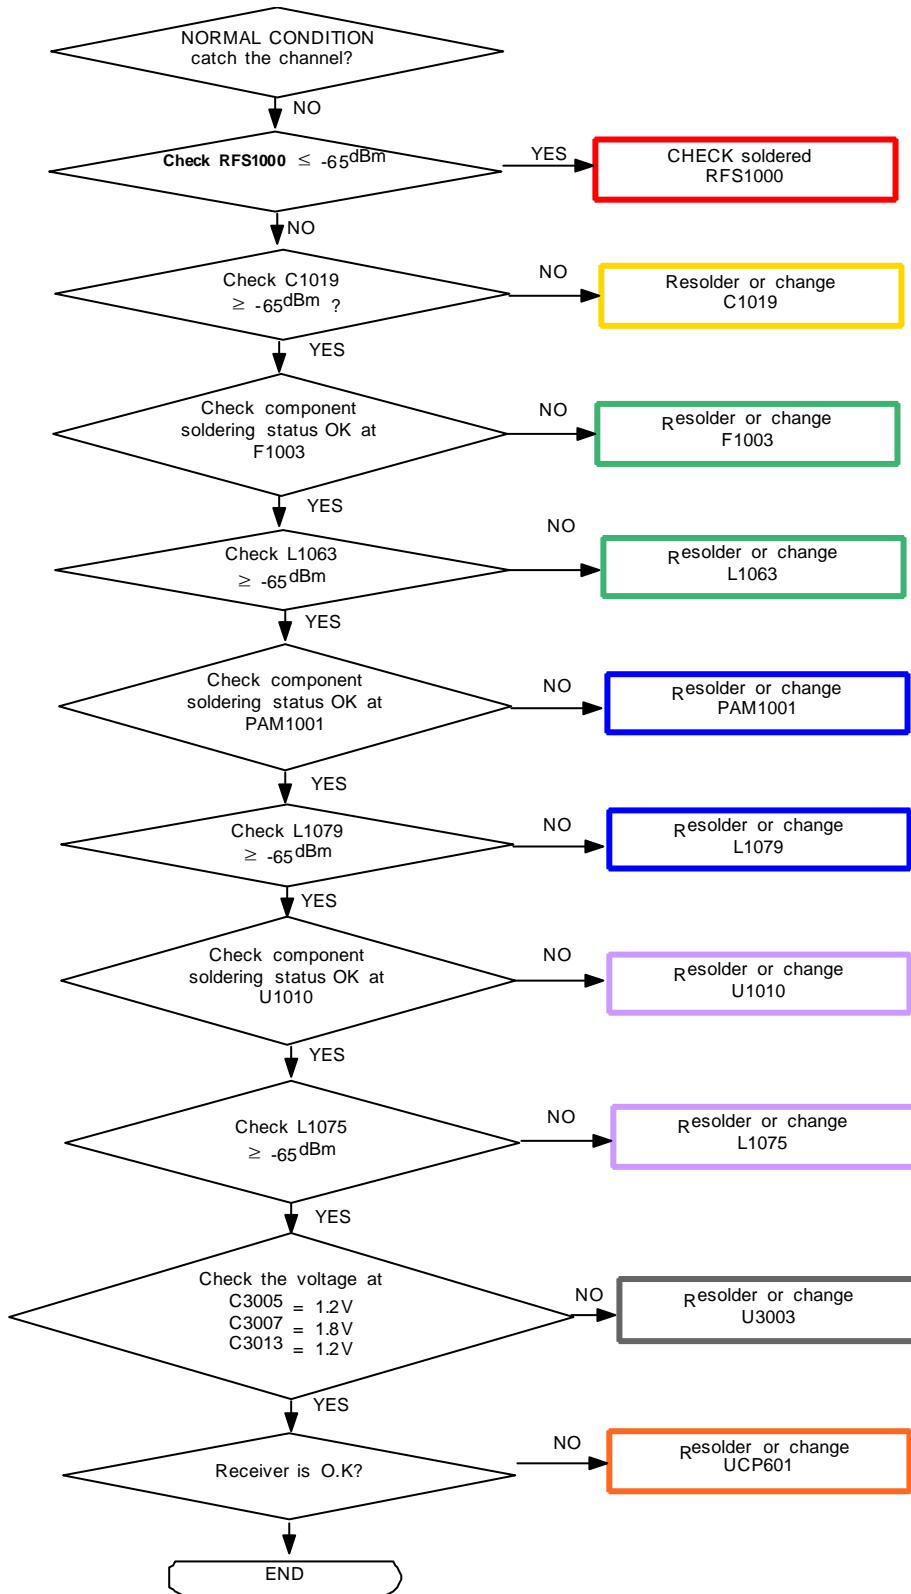 NORMAL CONDITION
catch the channel?
NO
Check RFS1000 ≤ -65dBm
YES
CHECK soldered
RFS1000
NO
Check C1019
≥ -65dBm ?
NO
Resolder or change
C1019
YES
Check component
soldering status OK at
F1003
NO
Resolder or change
F1003
YES
Check L1063
≥ -65dBm
NO
Resolder or change
L1063
YES
Check component
soldering status OK at
PAM1001
NO
Resolder or change
PAM1001
YES
Check L1079
≥ -65dBm
NO
Resolder or change
L1079
YES
Check component
soldering status OK at
U1010
NO
Resolder or change
U1010
YES
Check L1075
≥ -65dBm
NO
Resolder or change
L1075
YES
Check the voltage at
C3005 = 1.2V
C3007 = 1.8V
C3013 = 1.2V
NO
Resolder or change
U3003
YES
Receiver is O.K?
NO
Resolder or change
UCP601
END